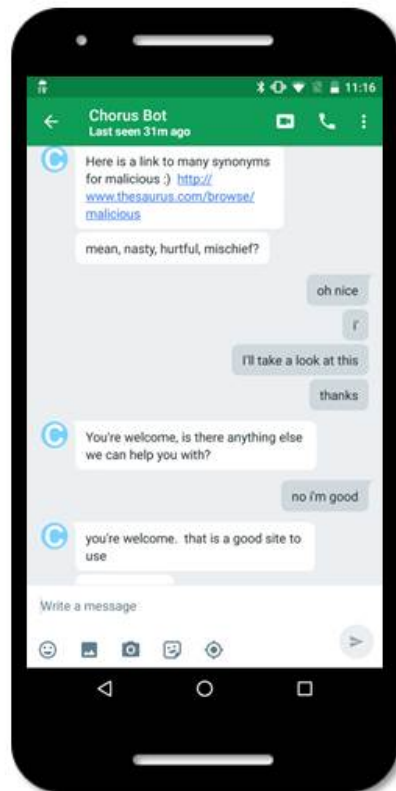 11:16
Chorus Bot
Last seen 31m ago
C
Here is a link to many synonyms
for malicious :) http://
www.thesaurus.com/browse/
malicious
mean, nasty, hurtful, mischief?
oh nice
i'
I'll take a look at this
thanks
C
You're welcome, is there anything else
we can help you with?
no i'm good
C
you're welcome. that is a good site to
use
Write a message